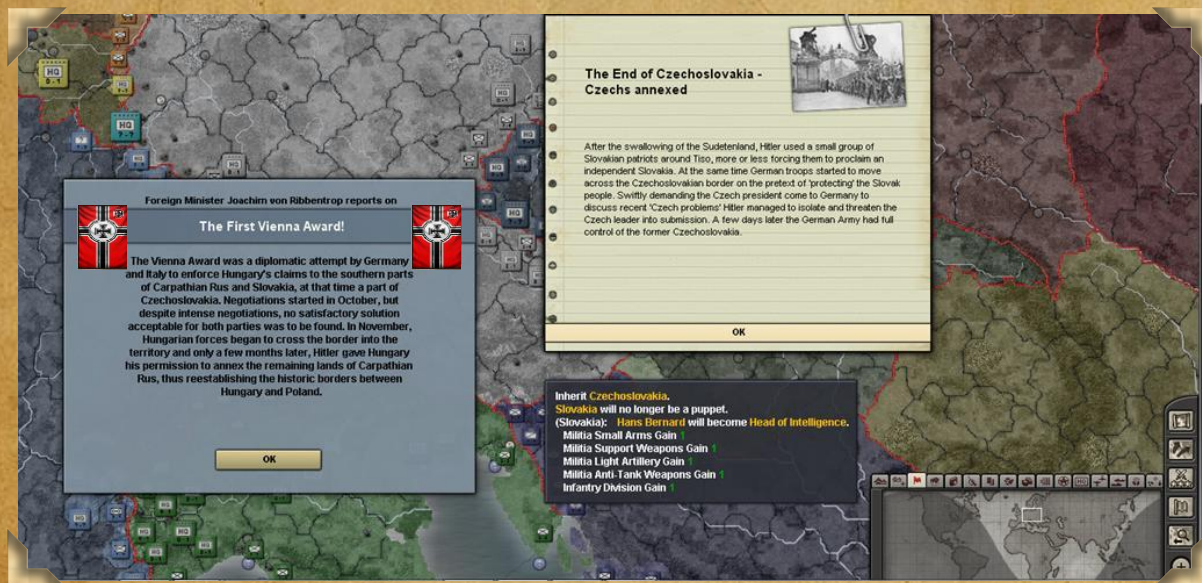 Foreign Minister Joachim von Ribbentrop reports on
The First Vienna Award!
The Vienna Award was a diplomatic attempt by Germany
and Italy to enforce Hungary's claims to the southern parts
of Carpathian Rus and Slovakia, at that time a part of
Czechoslovakia. Negotiations started in October, but
despite intense negotiations, no satisfactory solution
acceptable for both parties was to be found. In November,
Hungarian forces began to cross the border into the
territory and only a few months later, Hitler gave Hungary
his permission to annex the remaining lands of Carpathian
Rus, thus reestablishing the historic borders between
Hungary and Poland.
OK
The End of Czechoslovakia -
Czechs annexed
After the swallowing of the Sudetenland, Hitler used a small group of
Slovakian patriots around Tiso, more or less forcing them to proclaim an
independent Slovakia. At the same time German troops started to move
across the Czechoslovakian border on the pretext of 'protecting' the Slovak
people. Swiftly demanding the Czech president come to Germany to
discuss recent 'Czech problems' Hitler managed to isolate and threaten the
Czech leader into submission. A few days later the German Army had full
control of the former Czechoslovakia.
OK
Inherit Czechoslovakia.
Slovakia will no longer be a puppet.
(Slovakia): Hans Bernard will become Head of Intelligence.
Militia Small Arms Gain 1
Militia Support Weapons Gain 1
Militia Light Artillery Gain 1
Militia Anti-Tank Weapons Gain 1
Infantry Division Gain 1
HQ
HQ
HQ
HQ
HQ
HQ
HQ
HQ